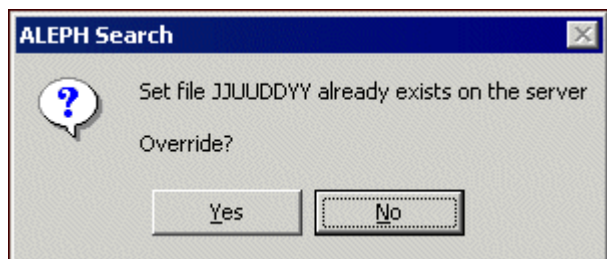 ALEPH Search
?
Set file JJUUDDYY already exists on the server
Override?
Yes
No